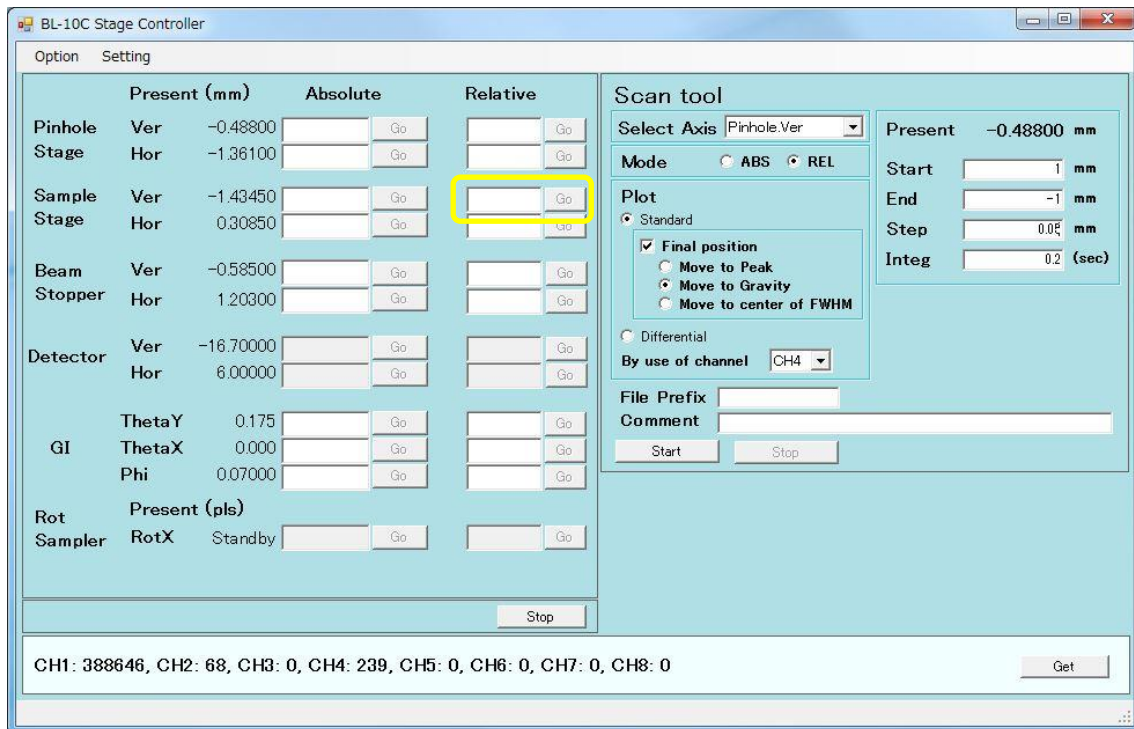 BL-10C Stage Controller
Option Setting
Present (mm) Absolute Relative
Pinhole Stage
Ver -0.48800 Go Go
Hor -1.36100 Go Go
Sample Stage
Ver -1.43450 Go Go
Hor 0.30850 Go Go
Beam Stopper
Ver -0.58500 Go Go
Hor 1.20300 Go Go
Detector
Ver -16.70000 Go Go
Hor 6.00000 Go Go
GI
ThetaY 0.175 Go Go
ThetaX 0.000 Go Go
Phi 0.07000 Go Go
Present (pls)
Rot Sampler
RotX Standby Go Go
Stop
Scan tool
Select Axis Pinhole.Ver
Mode ABS REL
Plot
Standard
Final position
Move to Peak
Move to Gravity
Move to center of FWHM
Differential
By use of channel CH4
Present -0.48800 mm
Start 1 mm
End -1 mm
Step 0.05 mm
Integ 0.2 (sec)
File Prefix
Comment
Start Stop
CH1: 388646, CH2: 68, CH3: 0, CH4: 239, CH5: 0, CH6: 0, CH7: 0, CH8: 0
Get